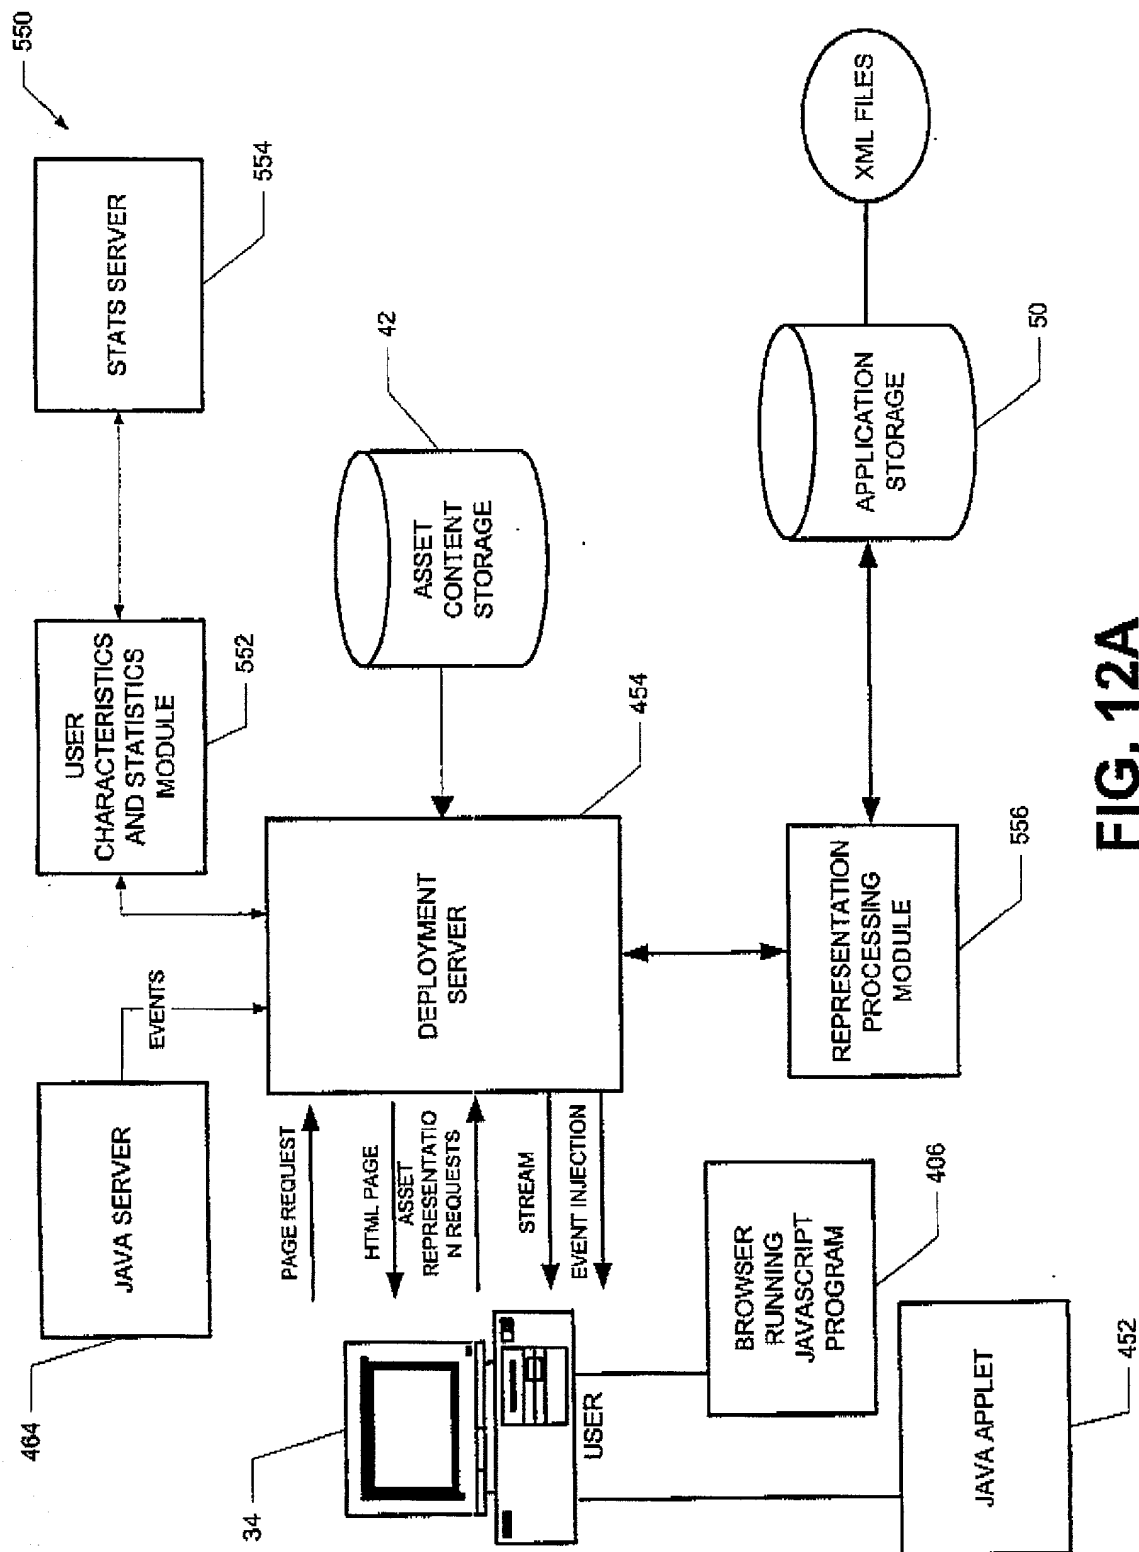 550
STATS SERVER
554
USER
CHARACTERISTICS
AND STATISTICS
MODULE
552
EVENTS
JAVA SERVER
464
42
ASSET
CONTENT
STORAGE
454
DEPLOYMENT
SERVER
PAGE REQUEST
HTML PAGE
ASSET
REPRESENTATIO
N REQUESTS
STREAM
EVENT INJECTION
34
USER
XML FILES
APPLICATION
STORAGE
50
REPRESENTATION
PROCESSING
MODULE
556
BROWSER
RUNNING
JAVASCRIPT
PROGRAM
406
JAVA APPLET
452
FIG. 12A